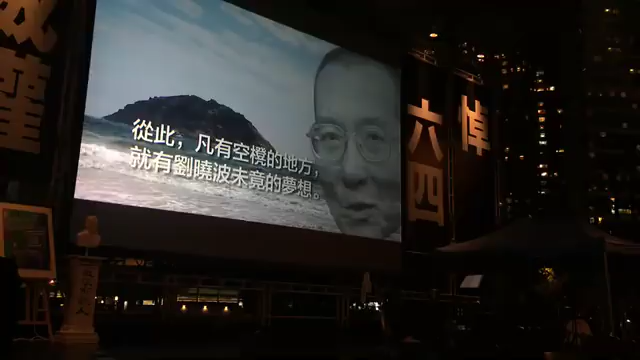 從此，凡有空橙的地方，
就有劉曉波未竟的夢想。
悼
六四